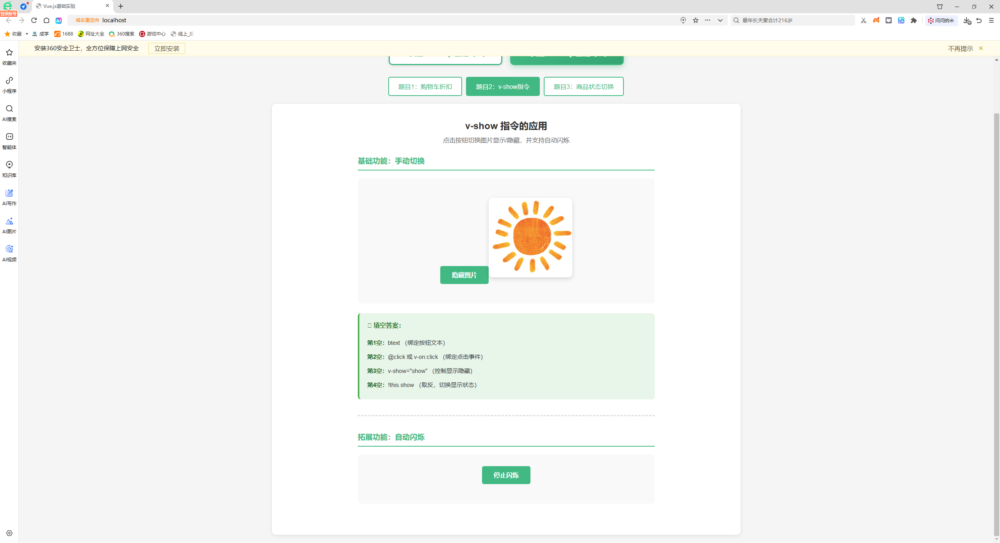 Vue.js基础实验
登录账号
域名重定向 localhost
最年长夫妻合计216岁
问问纳米
收藏 成学 1688 网址大全 360搜索 游戏中心 线上_后
安装360安全卫士，全方位保障上网安全 立即安装 不再提示
收藏夹
小程序
AI搜索
智能体
知识库
AI写作
AI图片
AI视频
题目1：购物车折扣 题目2：v-show指令 题目3：商品状态切换
v-show 指令的应用
点击按钮切换图片显示/隐藏，并支持自动闪烁
基础功能：手动切换
隐藏图片
填空答案：
第1空：btext （绑定按钮文本）
第2空：@click 或 v-on:click （绑定点击事件）
第3空：v-show="show" （控制显示隐藏）
第4空：!this.show （取反，切换显示状态）
拓展功能：自动闪烁
停止闪烁